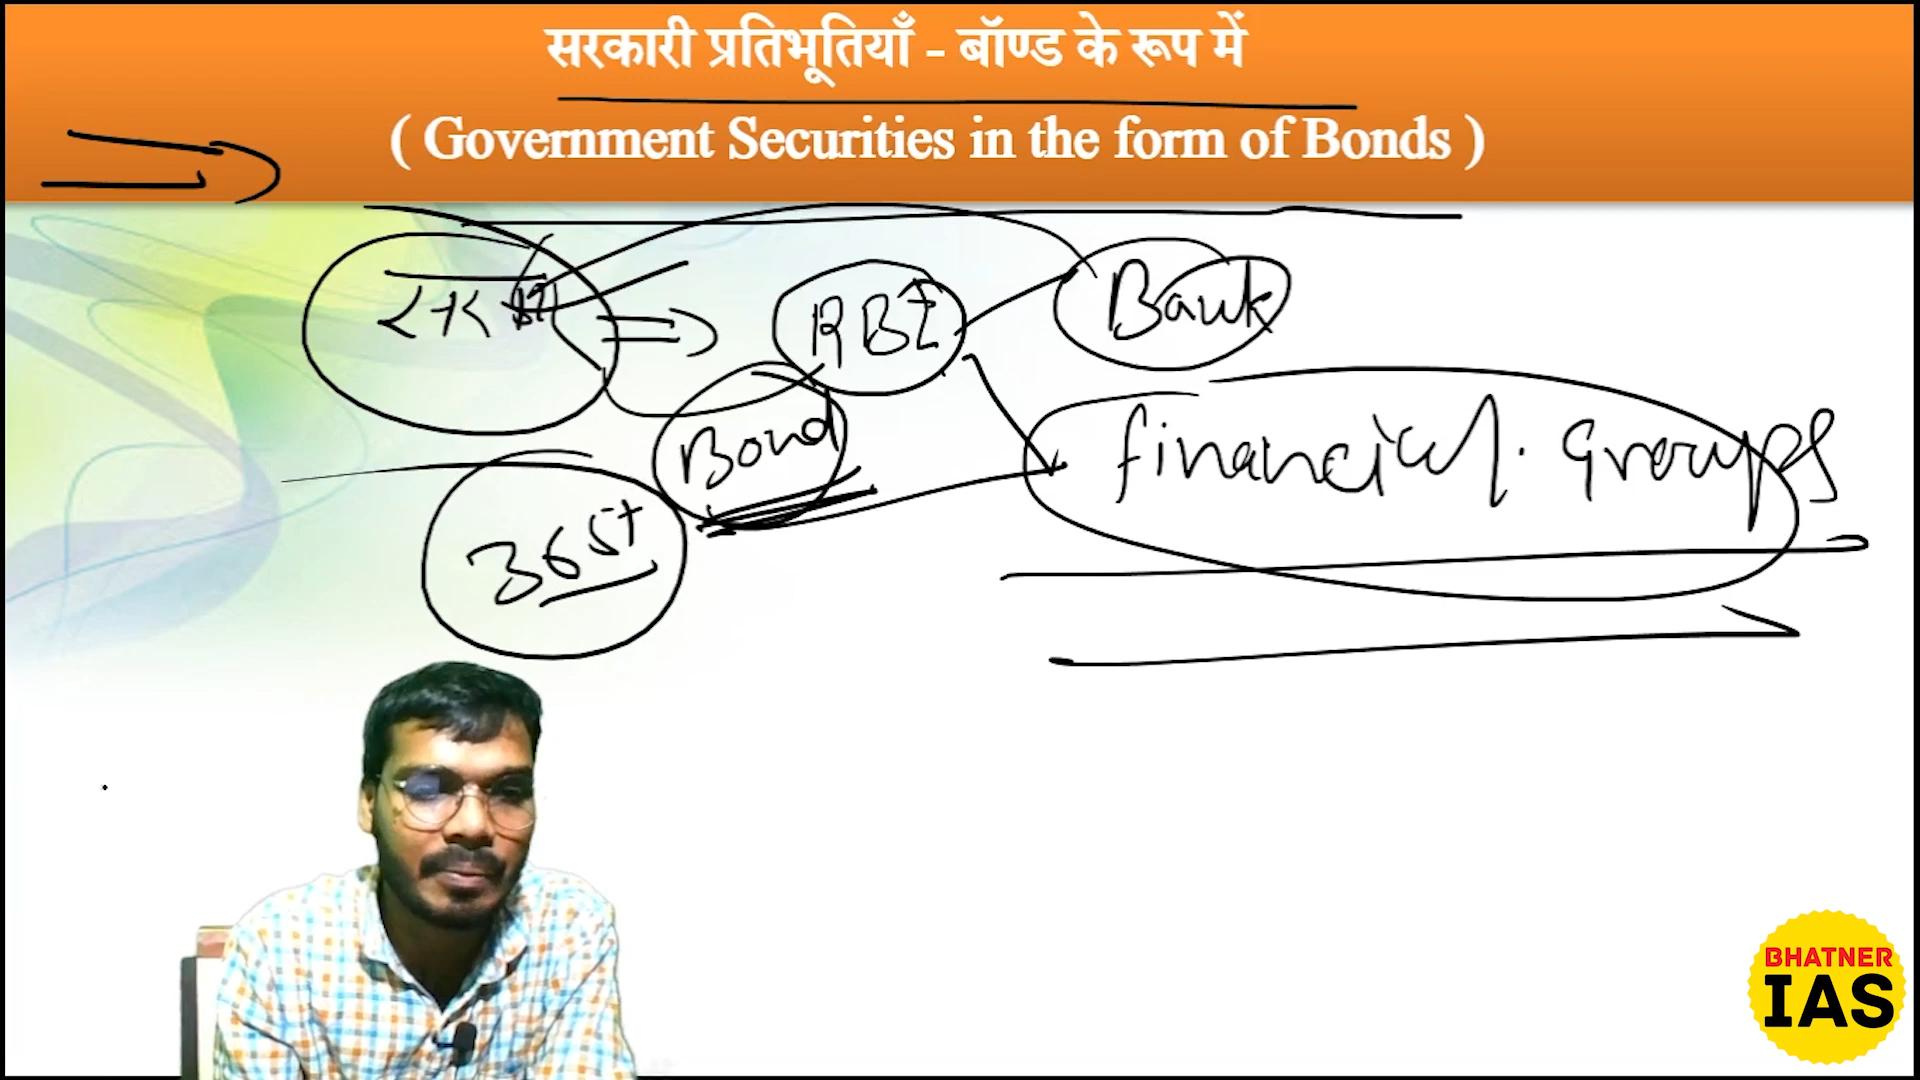 सरकारी प्रतिभूतियाँ - बॉण्ड के रूप में
( Government Securities in the form of Bonds )
RBI
Bank
Bond
financial. Groups
365+
BHATNER
IAS